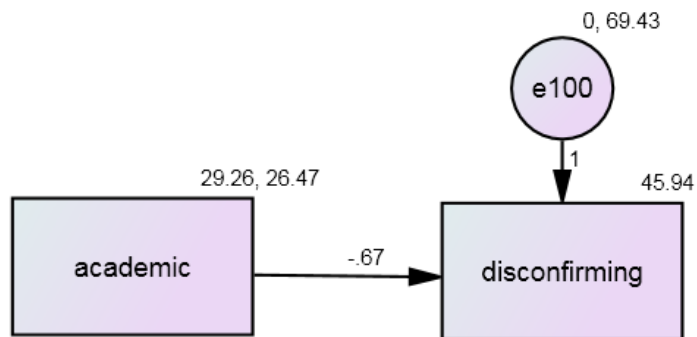 0, 69.43
e100
1
29.26, 26.47
45.94
academic
-.67
disconfirming